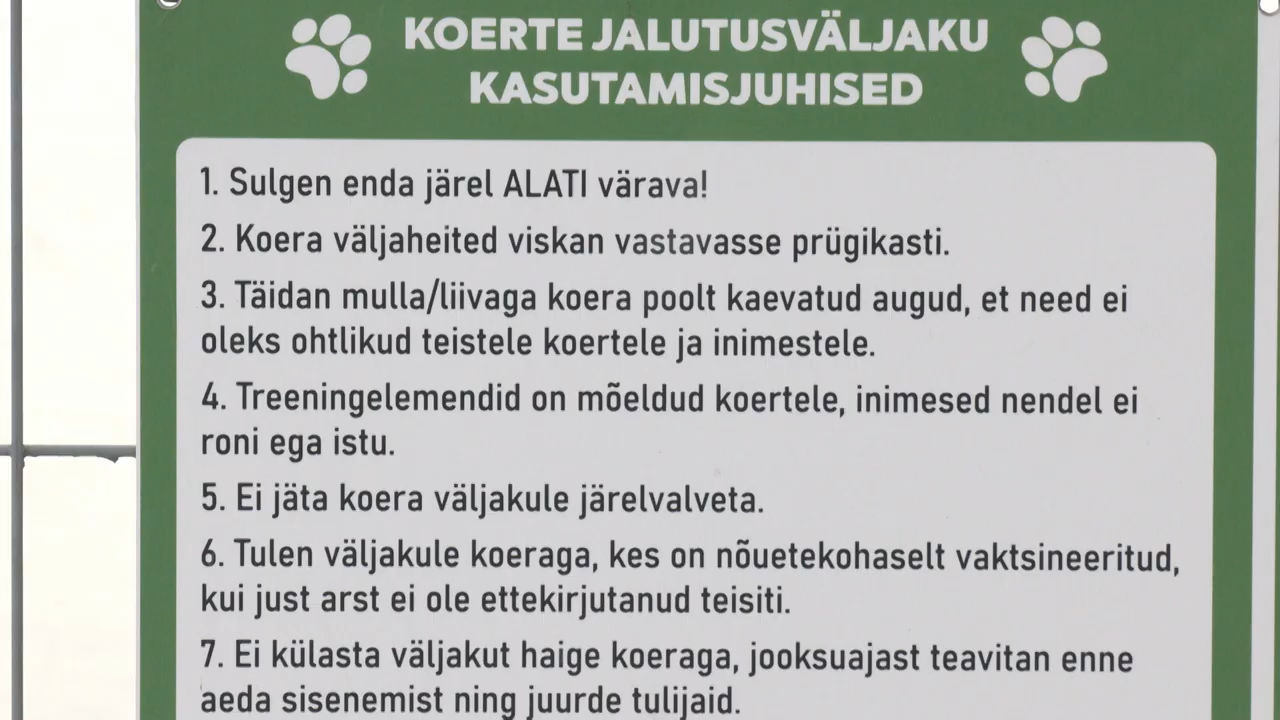 KOERTE JALUTUSVÄLJAKU
KASUTAMISJUHISED
1. Sulgen enda järel ALATI värava!
2. Koera väljaheited viskan vastavasse prügikasti.
3. Täidan mulla/liivaga koera poolt kaevatud augud, et need ei
oleks ohtlikud teistele koertele ja inimestele.
4. Treeningelemendid on mõeldud koertele, inimesed nendel ei
roni ega istu.
5. Ei jäta koera väljakule järelvalveta.
6. Tulen väljakule koeraga, kes on nõuetekohaselt vaktsineeritud,
kui just arst ei ole ettekirjutanud teisiti.
7. Ei külasta väljakut haige koeraga, jooksuajast teavitan enne
aeda sisenemist ning juurde tulijaid.